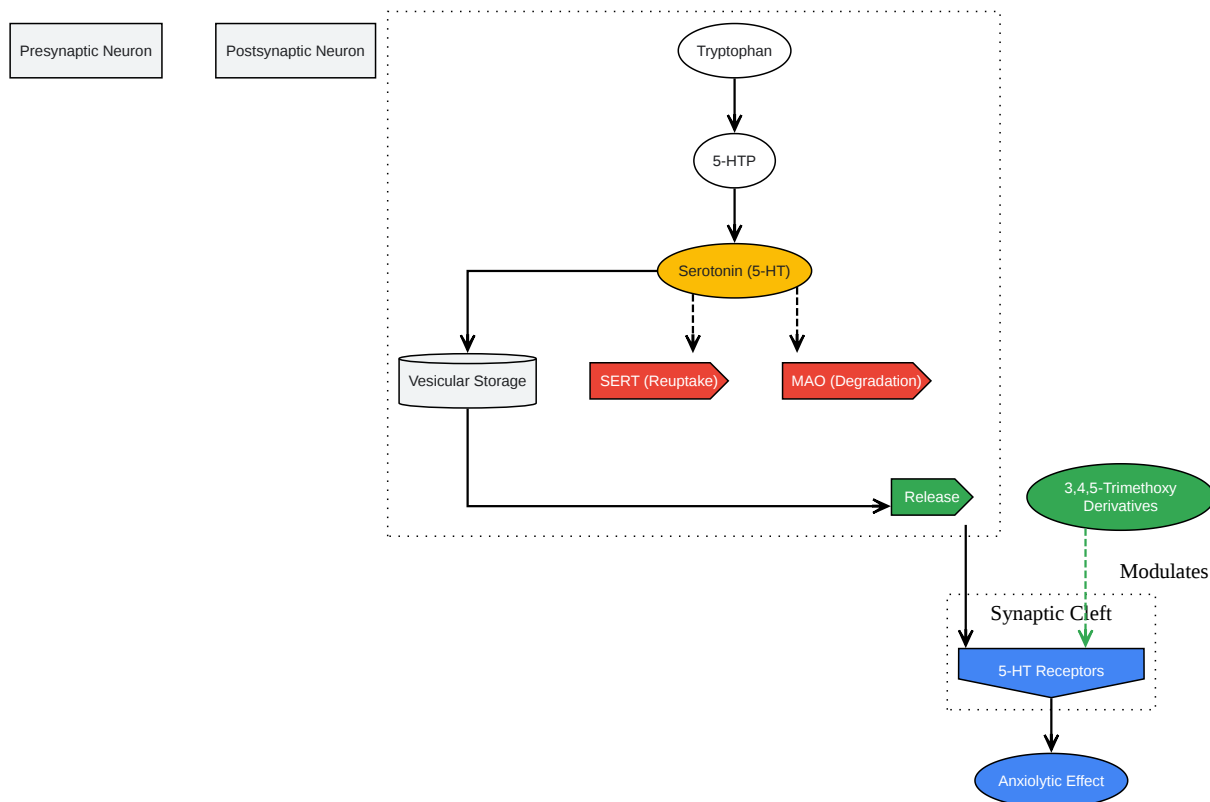 Presynaptic Neuron
Postsynaptic Neuron
Tryptophan
5-HTP
Serotonin (5-HT)
Vesicular Storage
SERT (Reuptake)
MAO (Degradation)
Release
3,4,5-Trimethoxy
Derivatives
Modulates
Synaptic Cleft
5-HT Receptors
Anxiolytic Effect